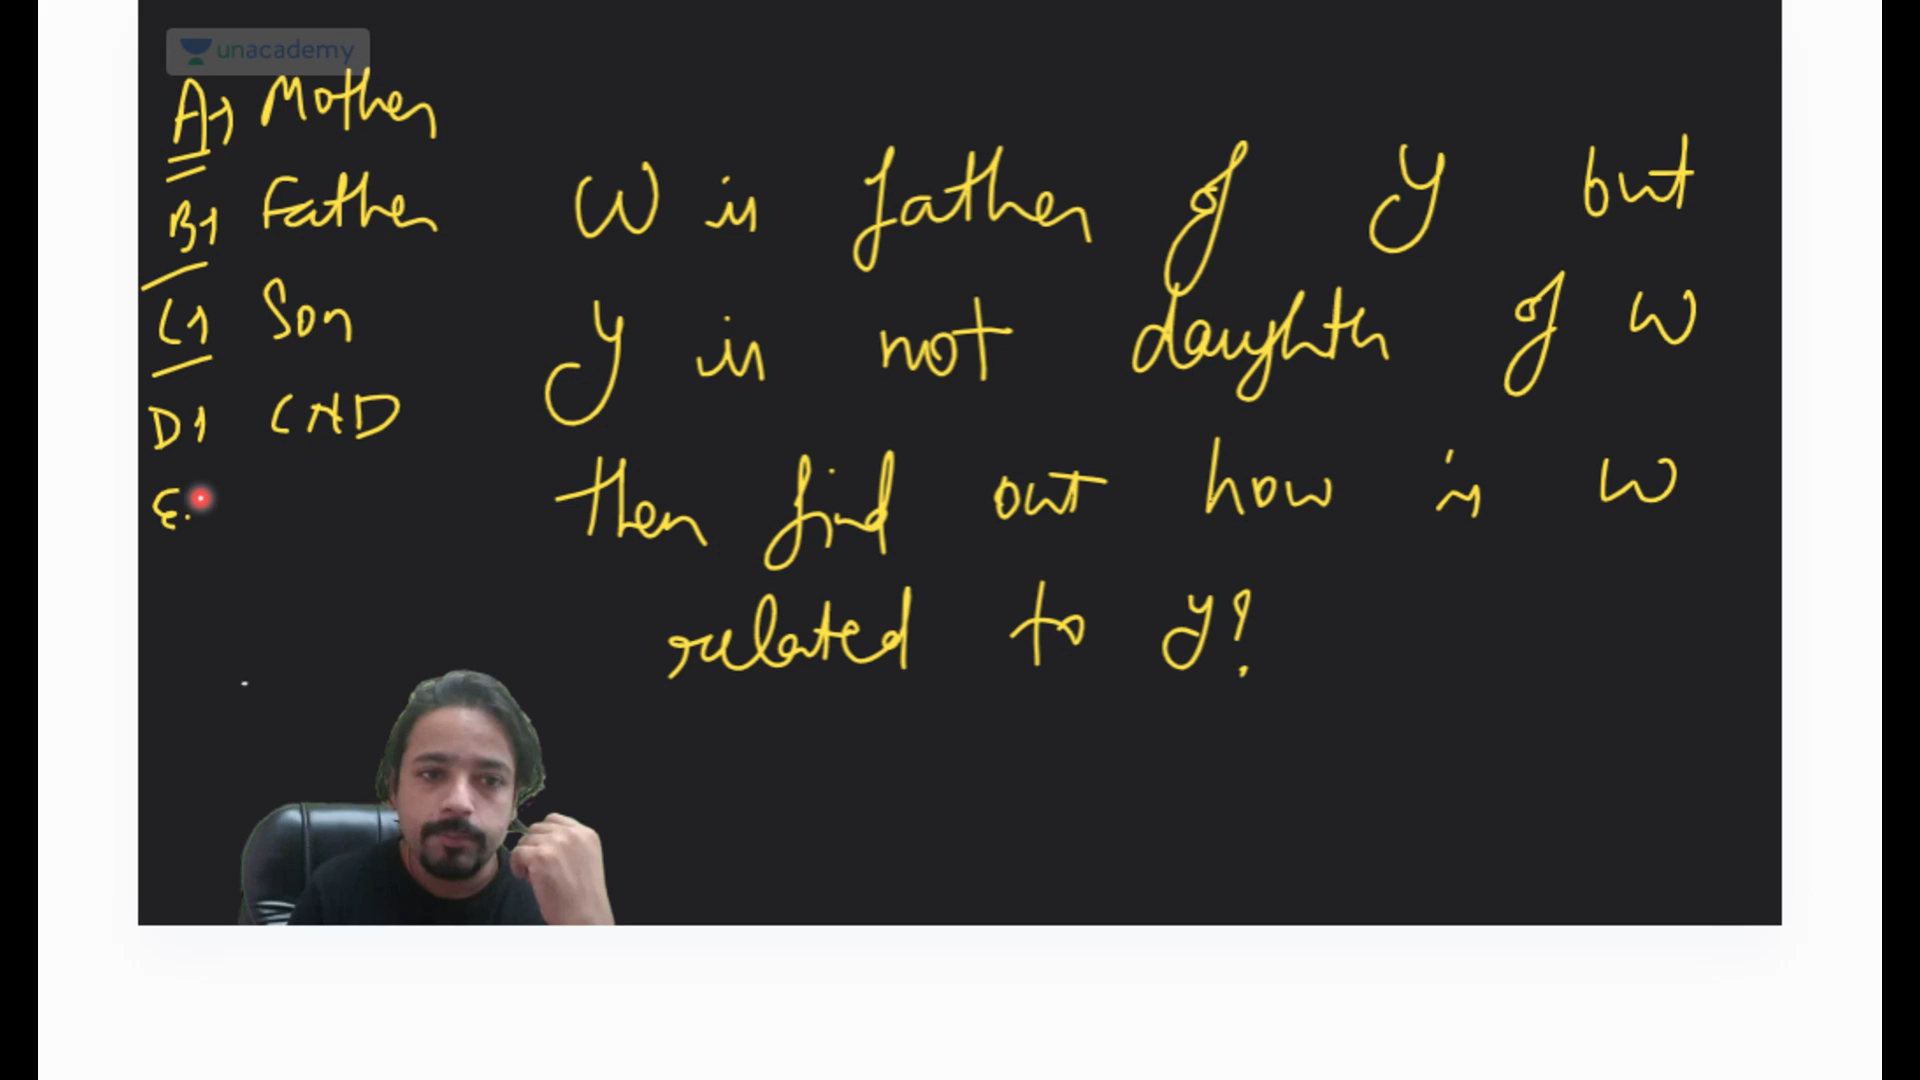 unacademy
A) Mother
B) Father
C) Son
D) CND
E.
W is father of Y but
Y is not daughter of W
then find out how is W
related to Y?